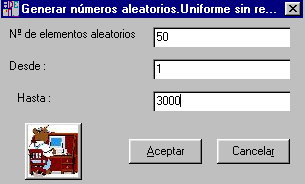 Generar números aleatorios.Uniforme sin re...
Nº de elementos aleatorios
50
Desde :
1
Hasta :
3000
Aceptar
Cancelar